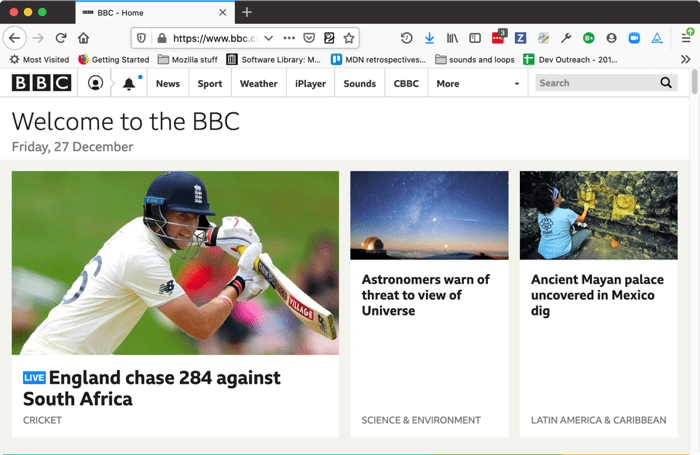 BBC - Home
https://www.bbc.c
Most Visited
Getting Started
Mozilla stuff
Software Library: M...
MDN retrospectives...
sounds and loops
Dev Outreach - 201...
3
BBC
News
Sport
Weather
iPlayer
Sounds
CBBC
More
Search
Welcome to the BBC
Friday, 27 December
VILLAGE
LIVE England chase 284 against
South Africa
CRICKET
Astronomers warn of
threat to view of
Universe
SCIENCE & ENVIRONMENT
Ancient Mayan palace
uncovered in Mexico
dig
LATIN AMERICA & CARIBBEAN